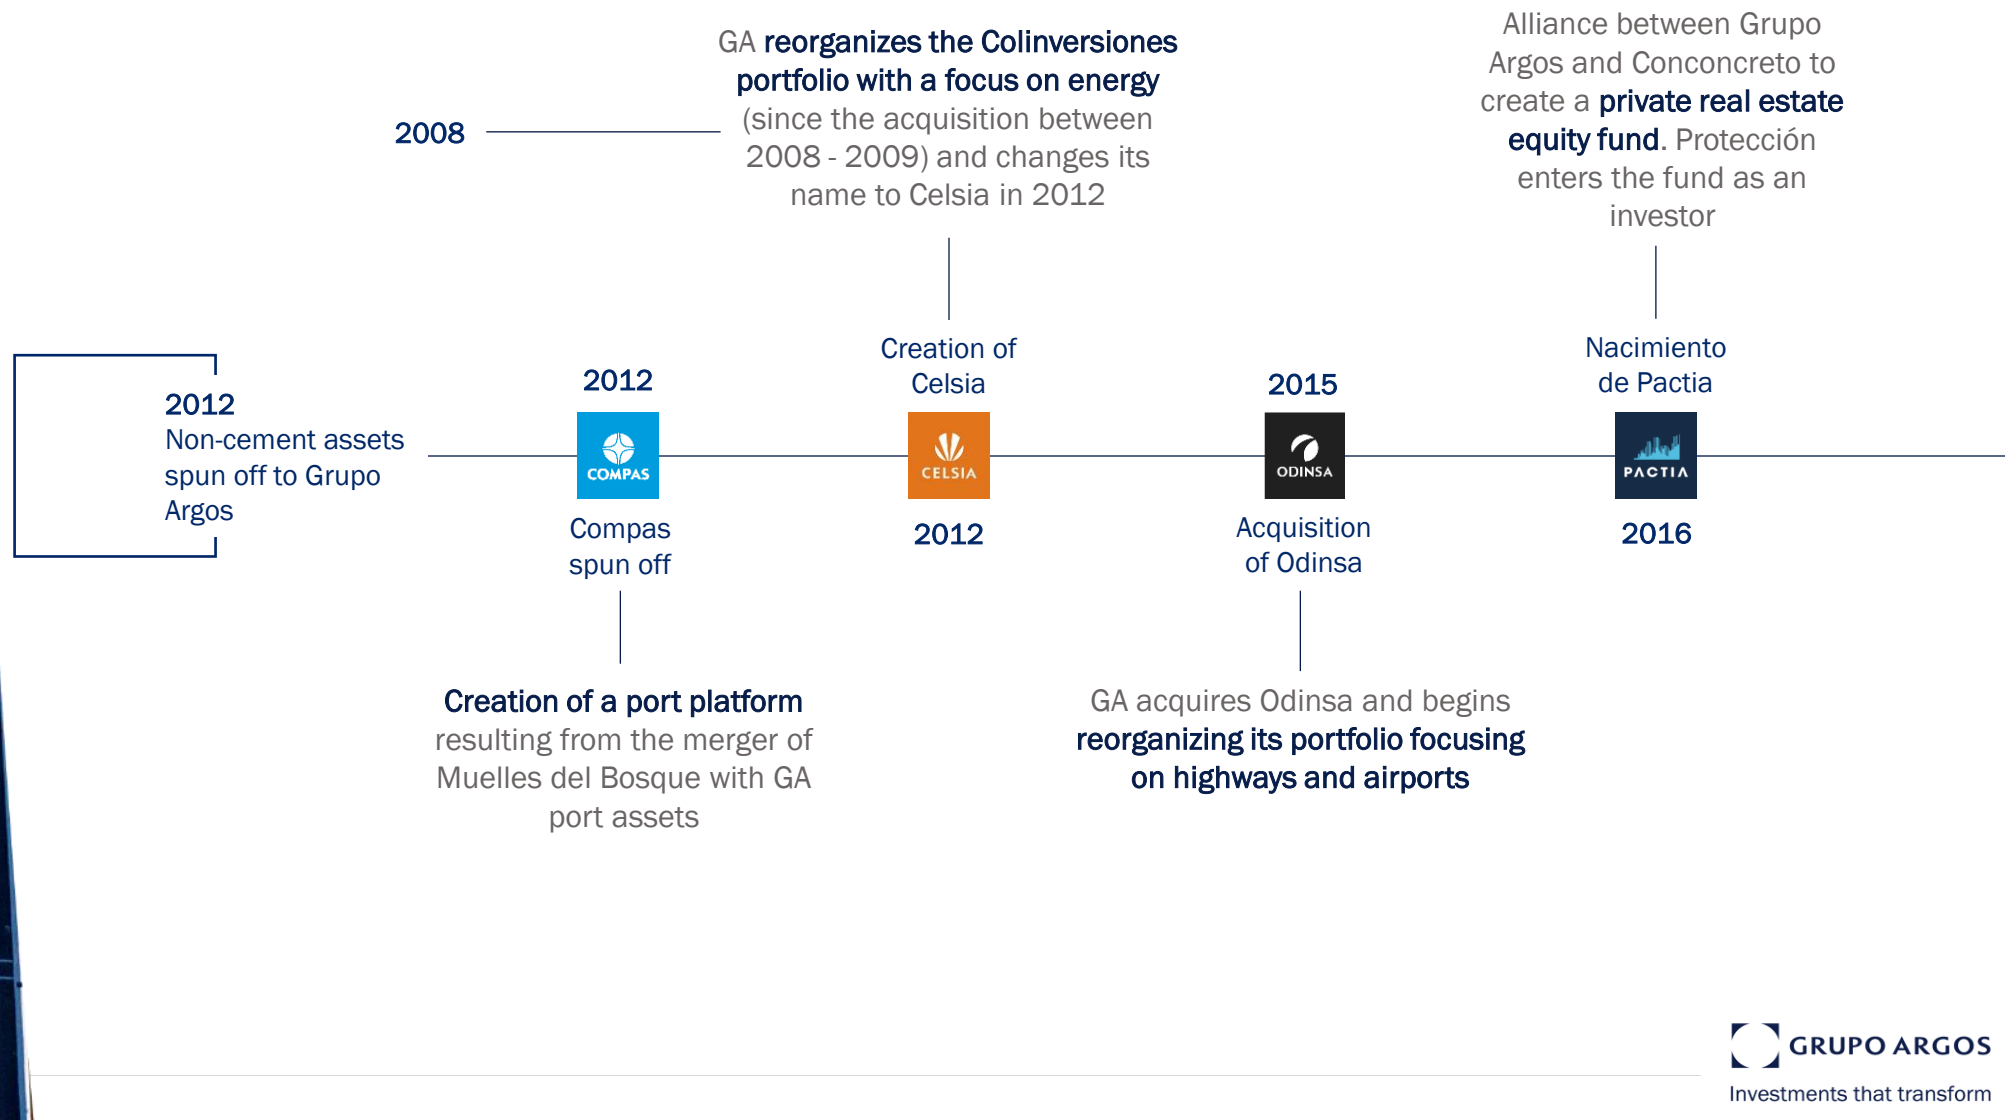 GA reorganizes the Colinversiones
portfolio with a focus on energy
(since the acquisition between
2008 - 2009) and changes its
name to Celsia in 2012
2008
Alliance between Grupo
Argos and Conconcreto to
create a private real estate
equity fund. Protección
enters the fund as an
investor
2012
Non-cement assets
spun off to Grupo
Argos
2012
COMPAS
Compas
spun off
Creation of a port platform
resulting from the merger of
Muelles del Bosque with GA
port assets
Creation of
Celsia
CELSIA
2012
2015
ODINSA
Acquisition
of Odinsa
GA acquires Odinsa and begins
reorganizing its portfolio focusing
on highways and airports
Nacimiento
de Pactia
PACTIA
2016
GRUPO ARGOS
Investments that transform